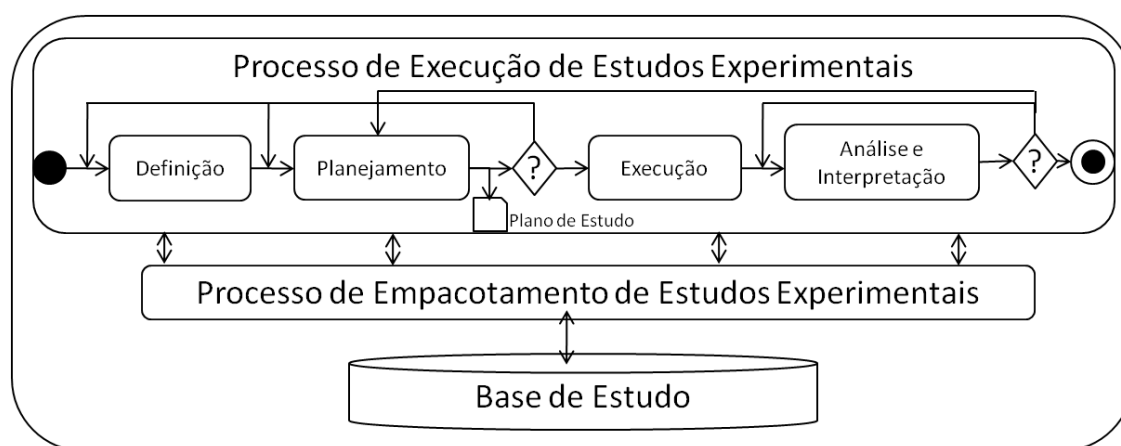 Processo de Execução de Estudos Experimentais
Definição
Planejamento
?
Execução
Análise e
Interpretação
?
Plano de Estudo
Processo de Empacotamento de Estudos Experimentais
Base de Estudo